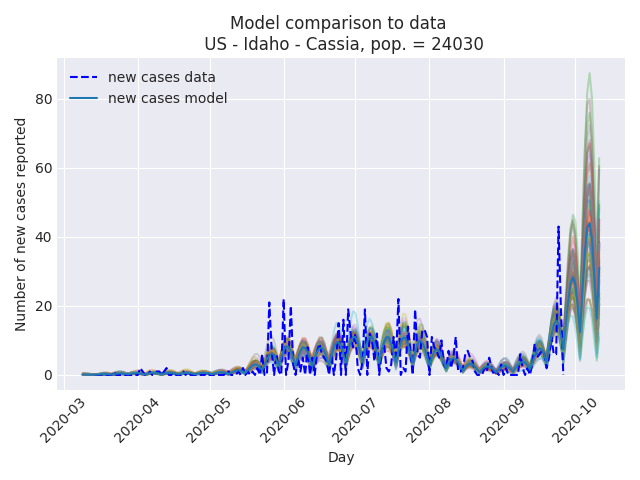 Model comparison to data
US - Idaho - Cassia, pop. = 24030
new cases data
new cases model
Number of new cases reported
80
60
40
20
0
2020-03
2020-04
2020-05
2020-06
2020-07
2020-08
2020-09
2020-10
Day